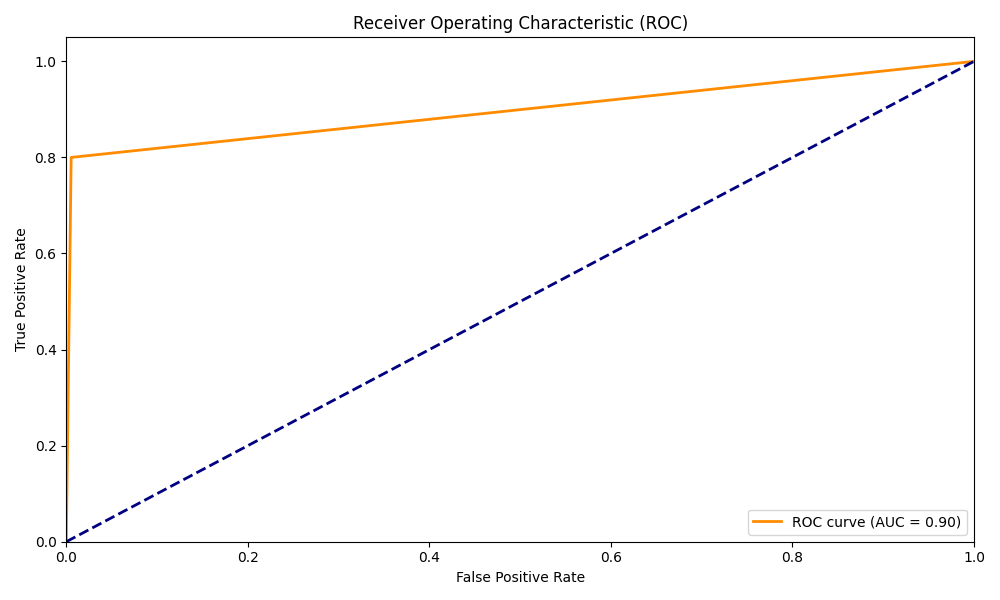 Receiver Operating Characteristic (ROC)
True Positive Rate
1.0
0.8
0.6
0.4
0.2
0.0
0.0 0.2 0.4 0.6 0.8 1.0
False Positive Rate
ROC curve (AUC = 0.90)